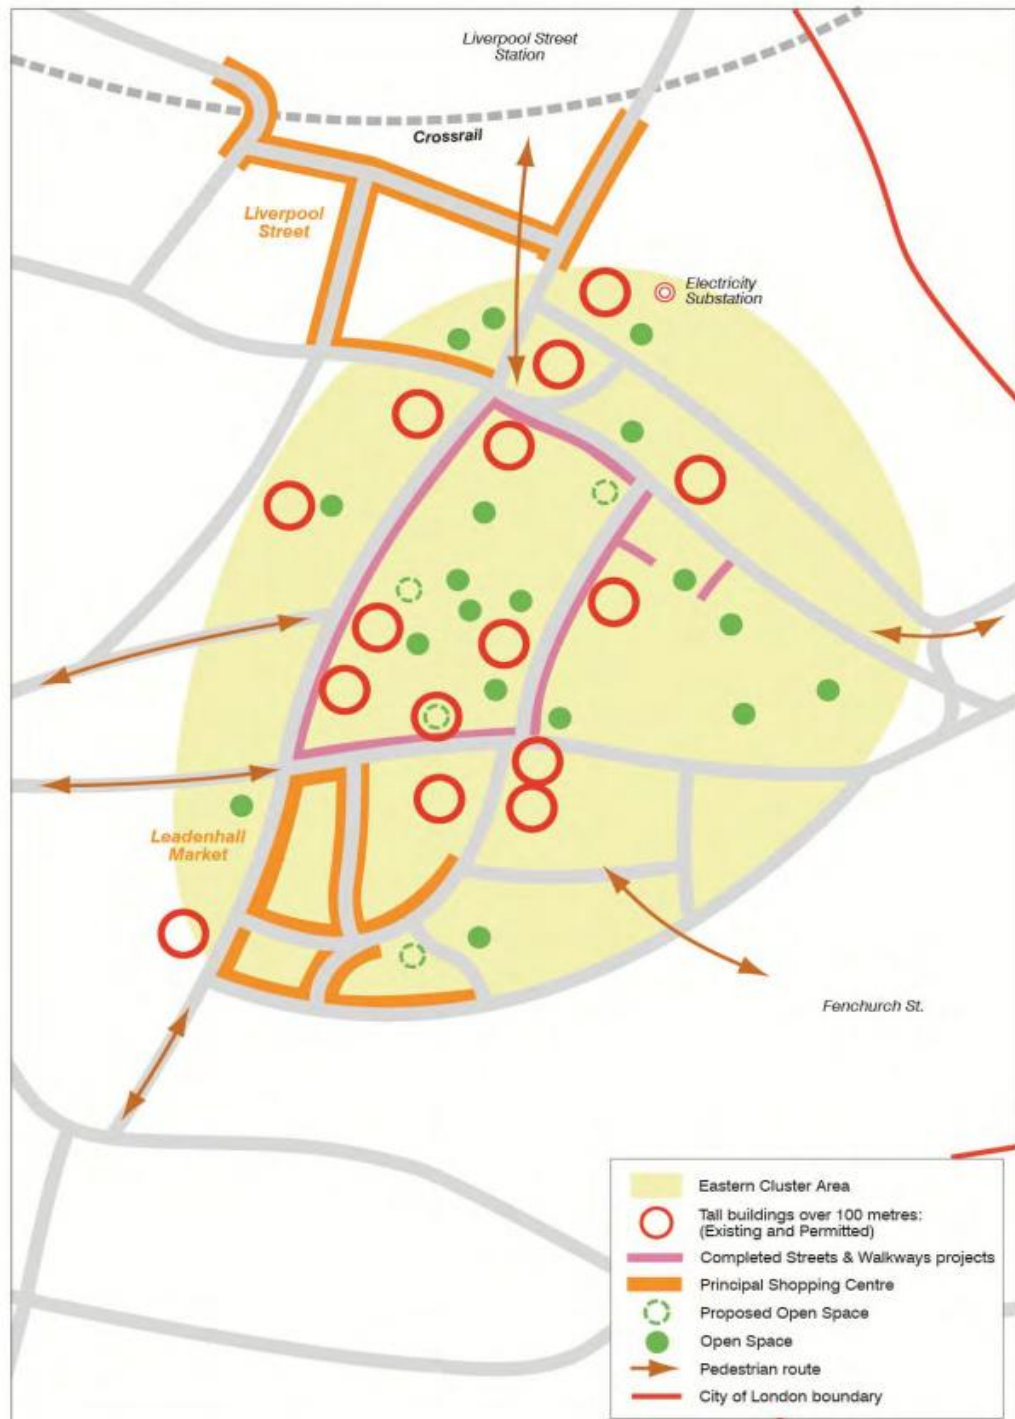 Liverpool Street
Station
Crossrail
Liverpool
Street
Electricity
Substation
Leadenhall
Market
Fenchurch St.
Eastern Cluster Area
Tall buildings over 100 metres:
(Existing and Permitted)
Completed Streets & Walkways projects
Principal Shopping Centre
Proposed Open Space
Open Space
Pedestrian route
City of London boundary